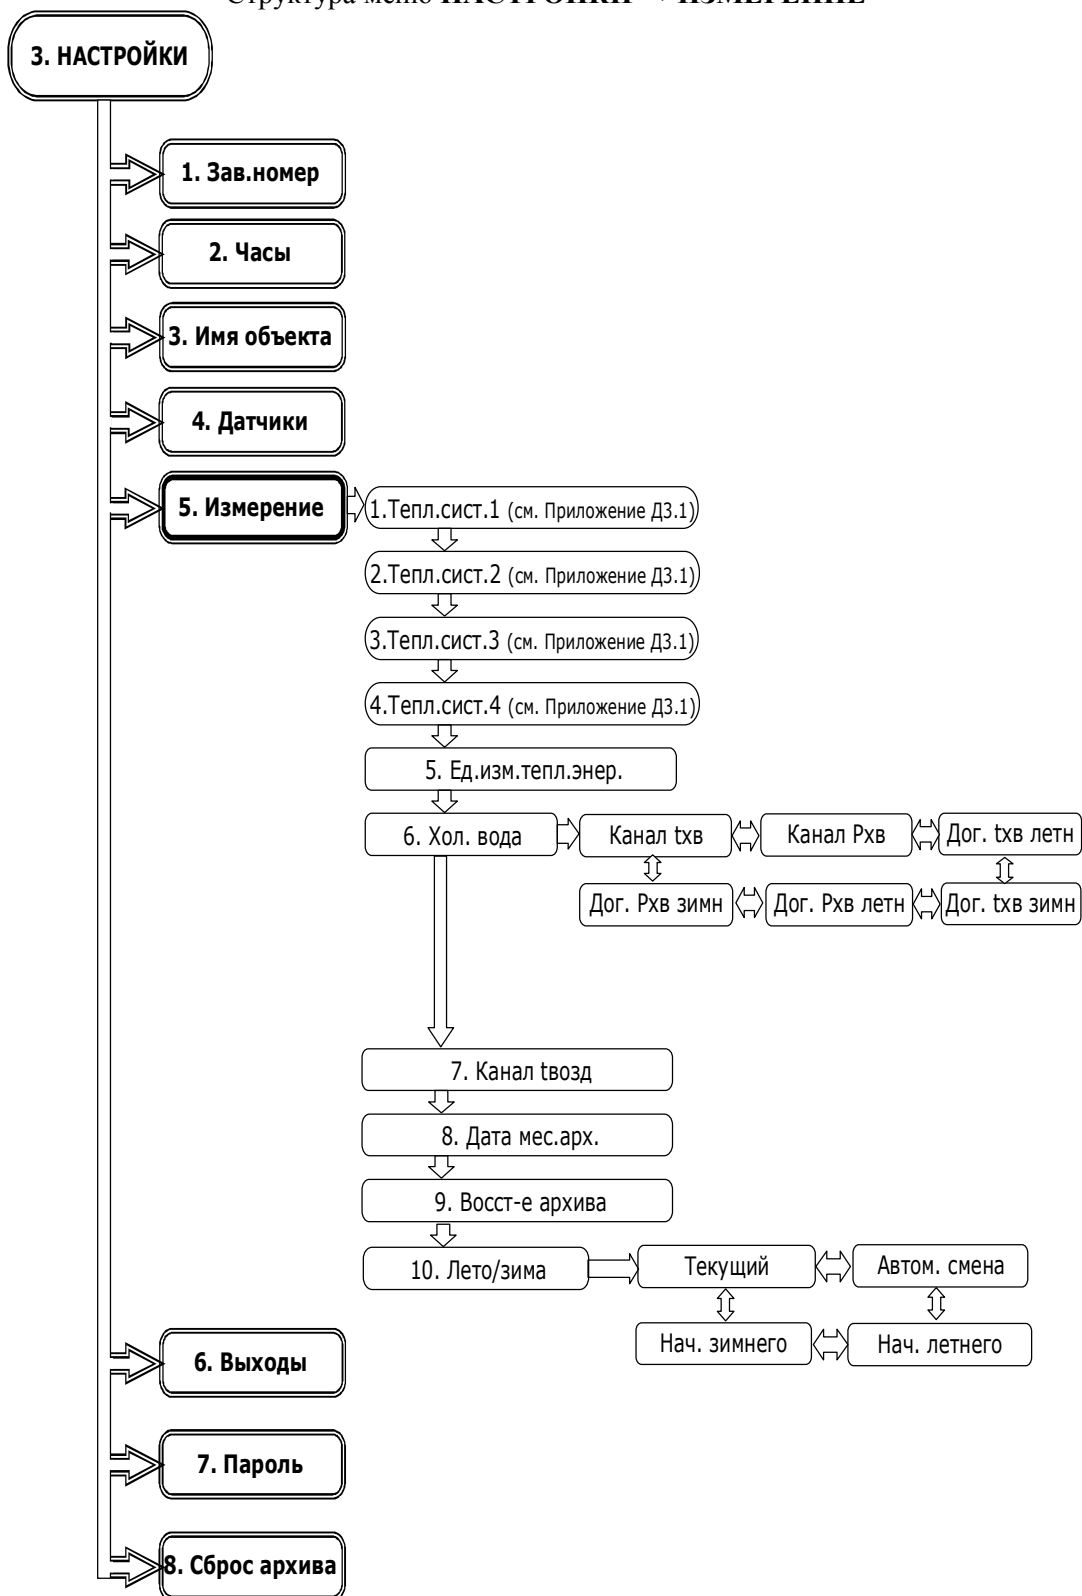 Структура меню НАСТРОЙКИ → ИЗМЕРЕНИЕ
3. НАСТРОЙКИ
1. Зав.номер
2. Часы
3. Имя объекта
4. Датчики
5. Измерение
1.Тепл.сист.1 (см. Приложение Д3.1)
2.Тепл.сист.2 (см. Приложение Д3.1)
3.Тепл.сист.3 (см. Приложение Д3.1)
4.Тепл.сист.4 (см. Приложение Д3.1)
5. Ед.изм.тепл.энер.
6. Хол. вода
Канал tхв
Канал Рхв
Дог. tхв летн
Дог. Рхв зимн
Дог. Рхв летн
Дог. tхв зимн
7. Канал tвозд
8. Дата мес.арх.
9. Восст-е архива
10. Лето/зима
Текущий
Автом. смена
Нач. зимнего
Нач. летнего
6. Выходы
7. Пароль
8. Сброс архива